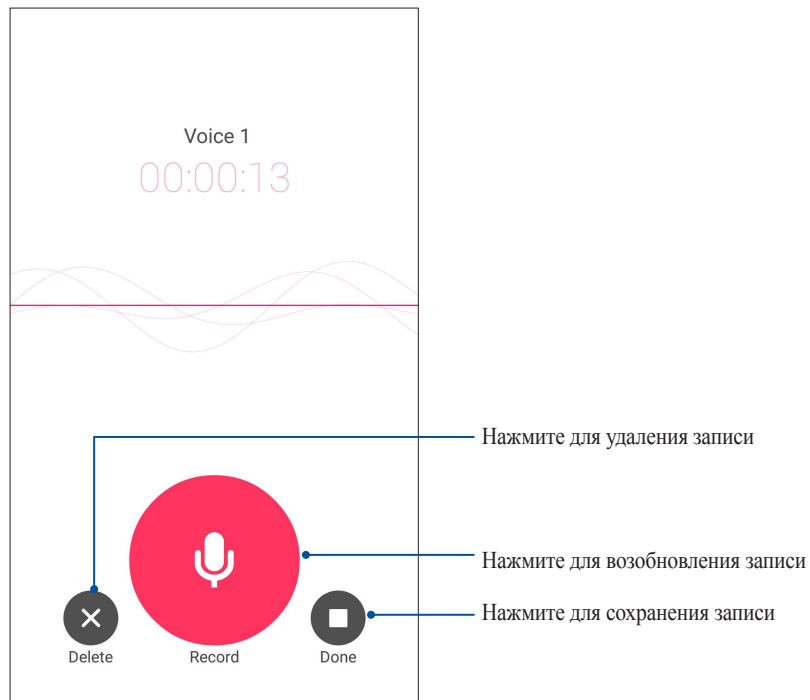 Voice 1
00:00:13
Нажмите для удаления записи
Нажмите для возобновления записи
Нажмите для сохранения записи
Delete
Record
Done